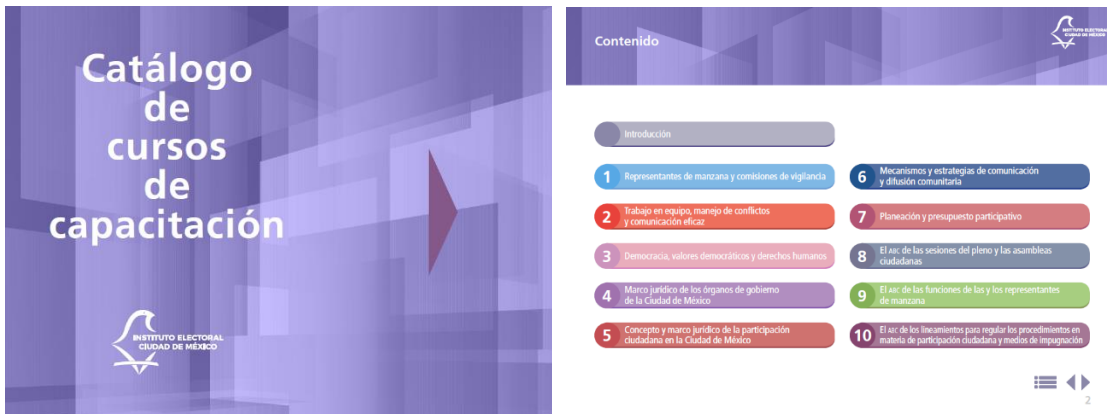 Catálogo
de
cursos
de
capacitación
INSTITUTO ELECTORAL
CIUDAD DE MÉXICO
Contenido
INSTITUTO ELECTORAL
CIUDAD DE MÉXICO
Introducción
1 Representantes de manzana y comisiones de vigilancia
2 Trabajo en equipo, manejo de conflictos
y comunicación eficaz
3 Democracia, valores democráticos y derechos humanos
4 Marco jurídico de los órganos de gobierno
de la Ciudad de México
5 Concepto y marco jurídico de la participación
ciudadana en la Ciudad de México
6 Mecanismos y estrategias de comunicación
y difusión comunitaria
7 Planeación y presupuesto participativo
8 El ABC de las sesiones del pleno y las asambleas
ciudadanas
9 El ABC de las funciones de las y los representantes
de manzana
10 El ABC de los lineamientos para regular los procedimientos en
materia de participación ciudadana y medios de impugnación
2